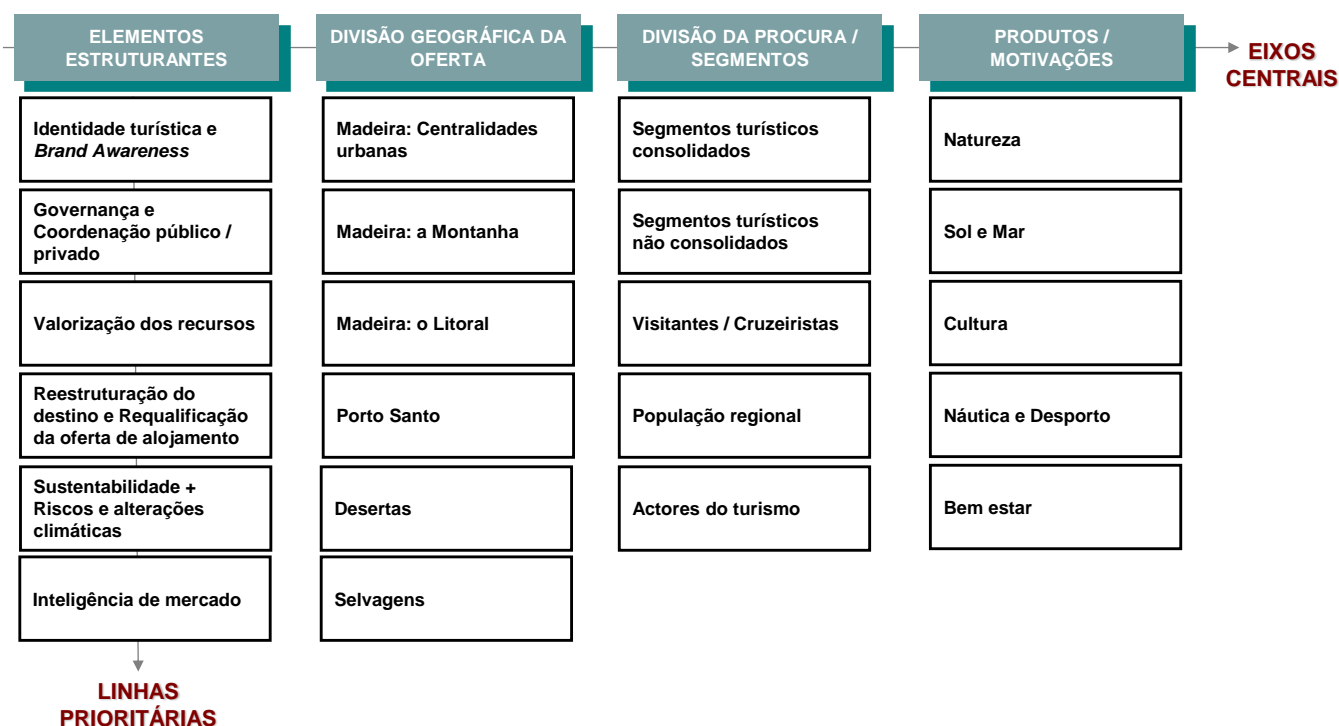 ELEMENTOS
ESTRUTURANTES
DIVISÃO GEOGRÁFICA DA
OFERTA
DIVISÃO DA PROCURA /
SEGMENTOS
PRODUTOS /
MOTIVAÇÕES
EIXOS
CENTRAIS
Identidade turística e
Brand Awareness
Governança e
Coordenação público /
privado
Valorização dos recursos
Reestruturação do
destino e Requalificação
da oferta de alojamento
Sustentabilidade +
Riscos e alterações
climáticas
Inteligência de mercado
LINHAS
PRIORITÁRIAS
Madeira: Centralidades
urbanas
Madeira: a Montanha
Madeira: o Litoral
Porto Santo
Desertas
Selvagens
Segmentos turísticos
consolidados
Segmentos turísticos
não consolidados
Visitantes / Cruzeiristas
População regional
Actores do turismo
Natureza
Sol e Mar
Cultura
Náutica e Desporto
Bem estar